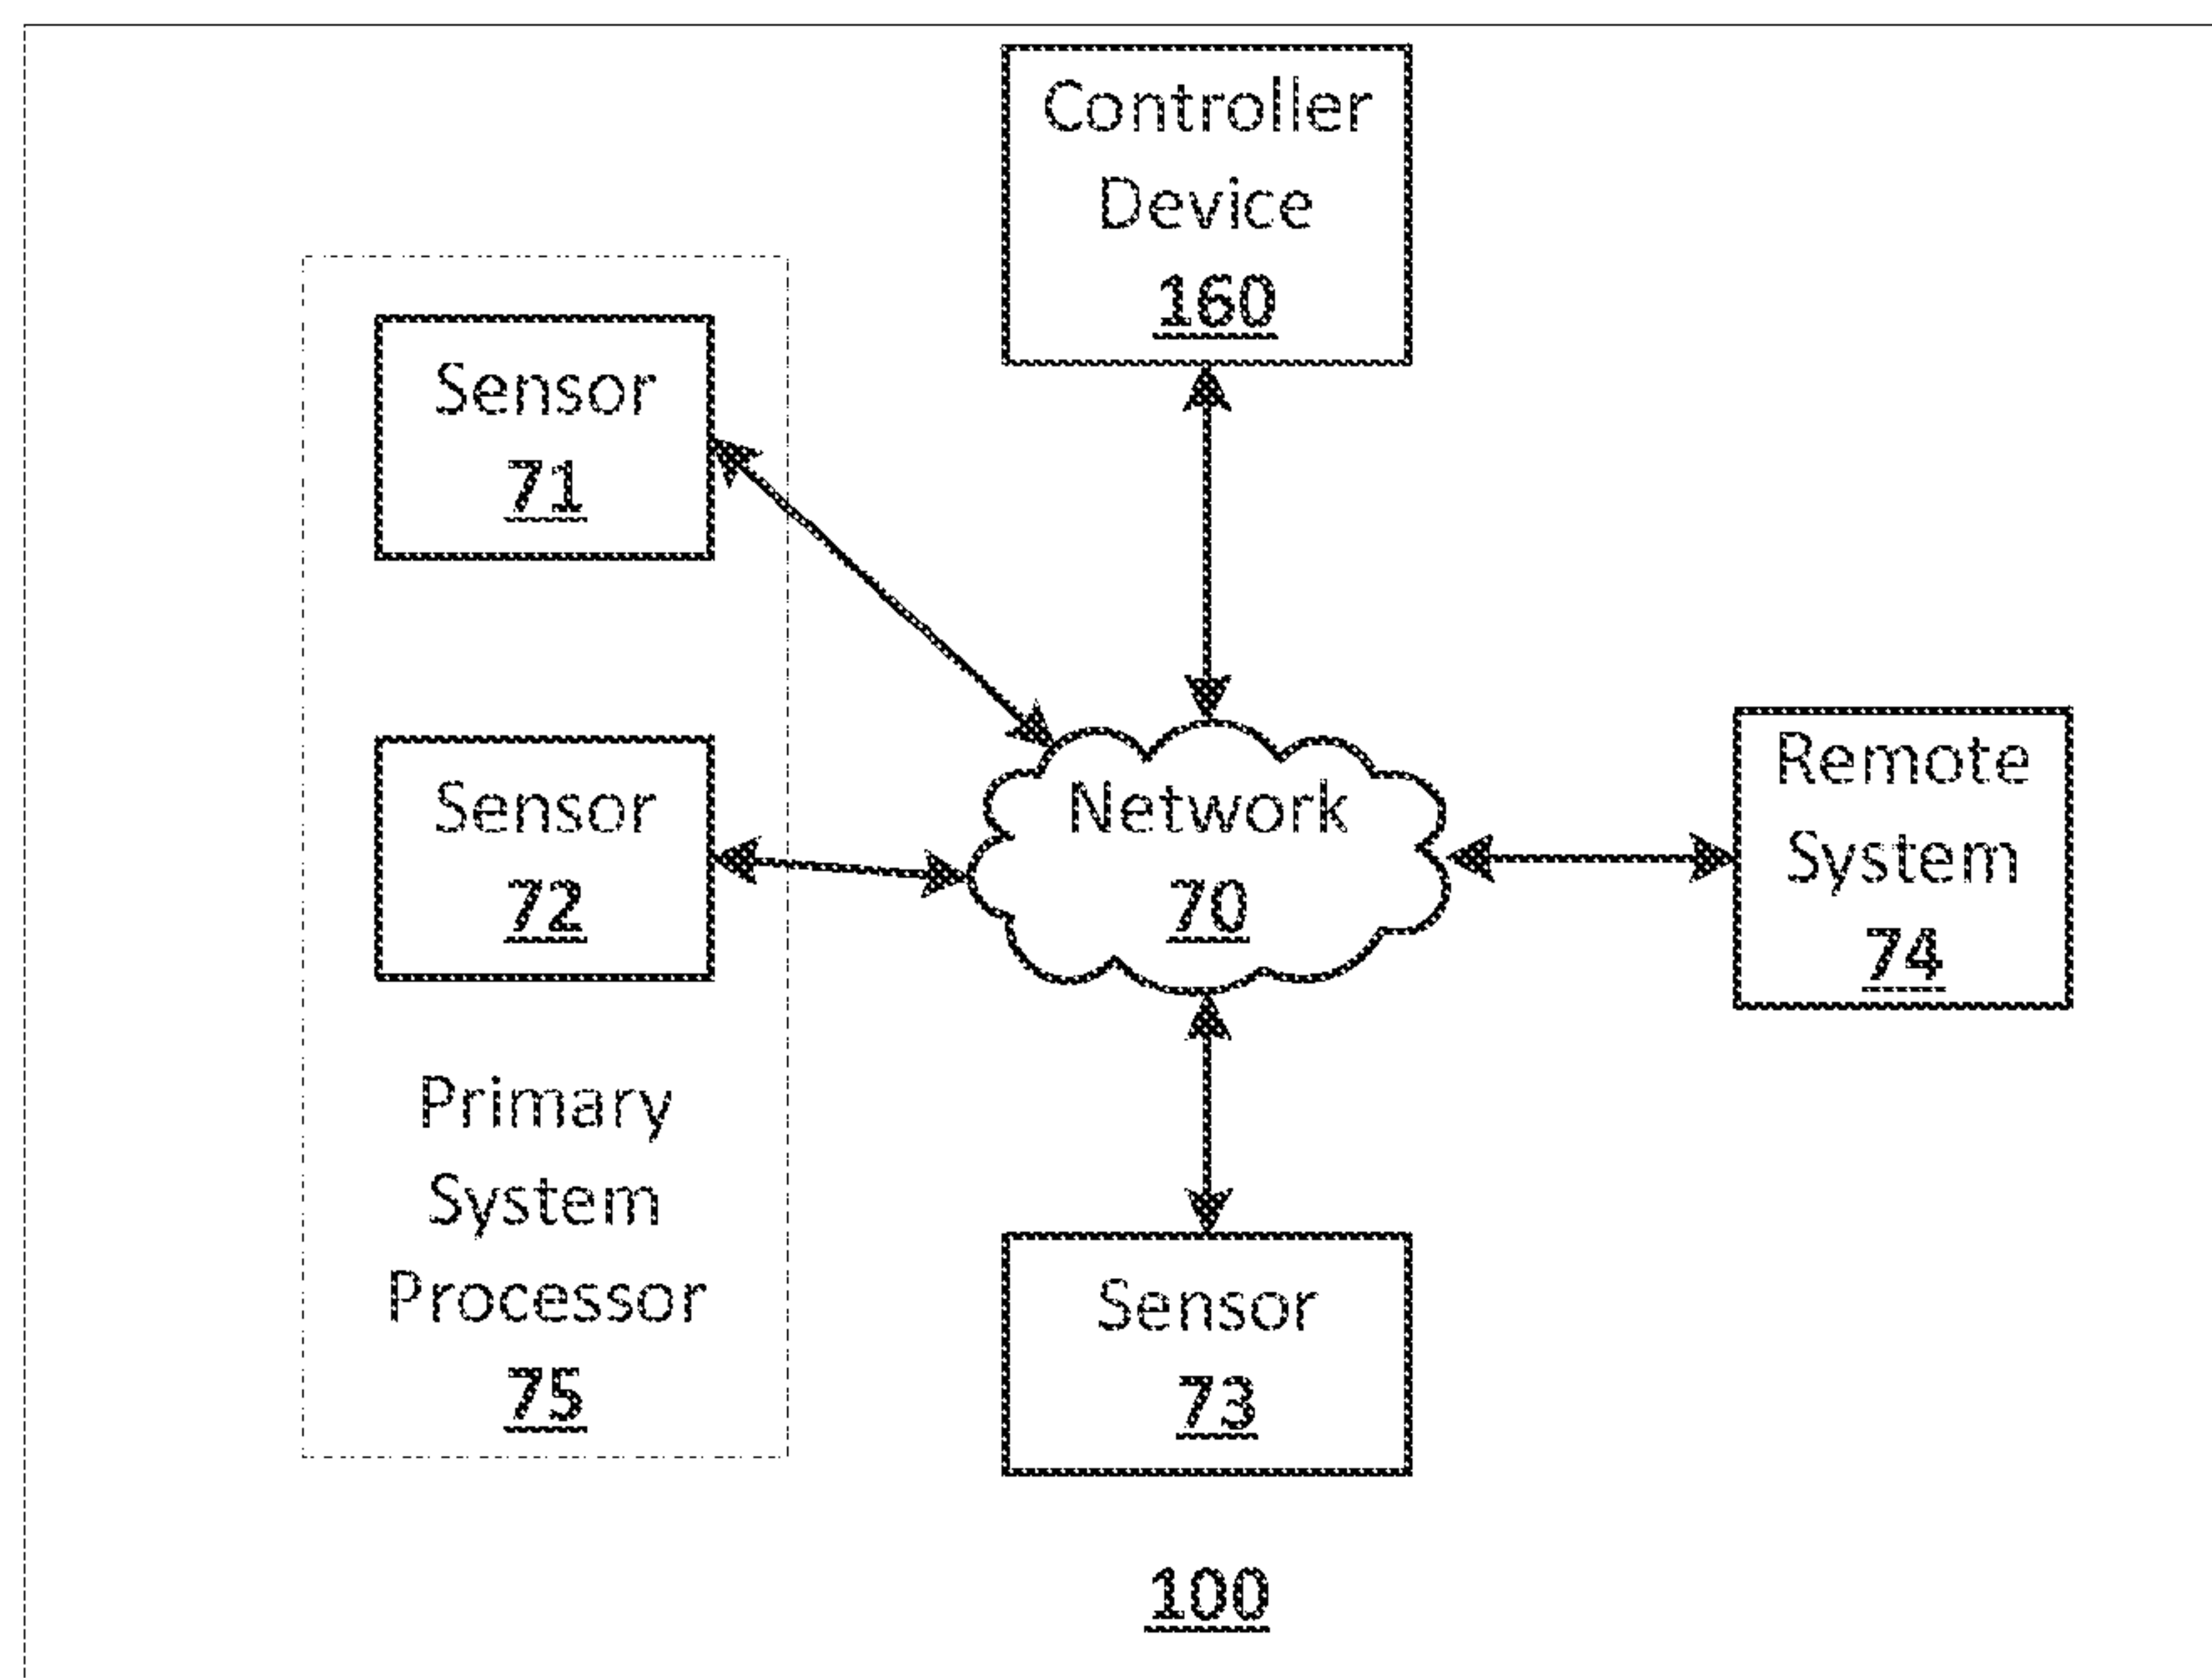 Controller
Device
160
Sensor
71
Sensor
72
Primary
System
Processor
75
Network
70
Remote
System
74
Sensor
73
100